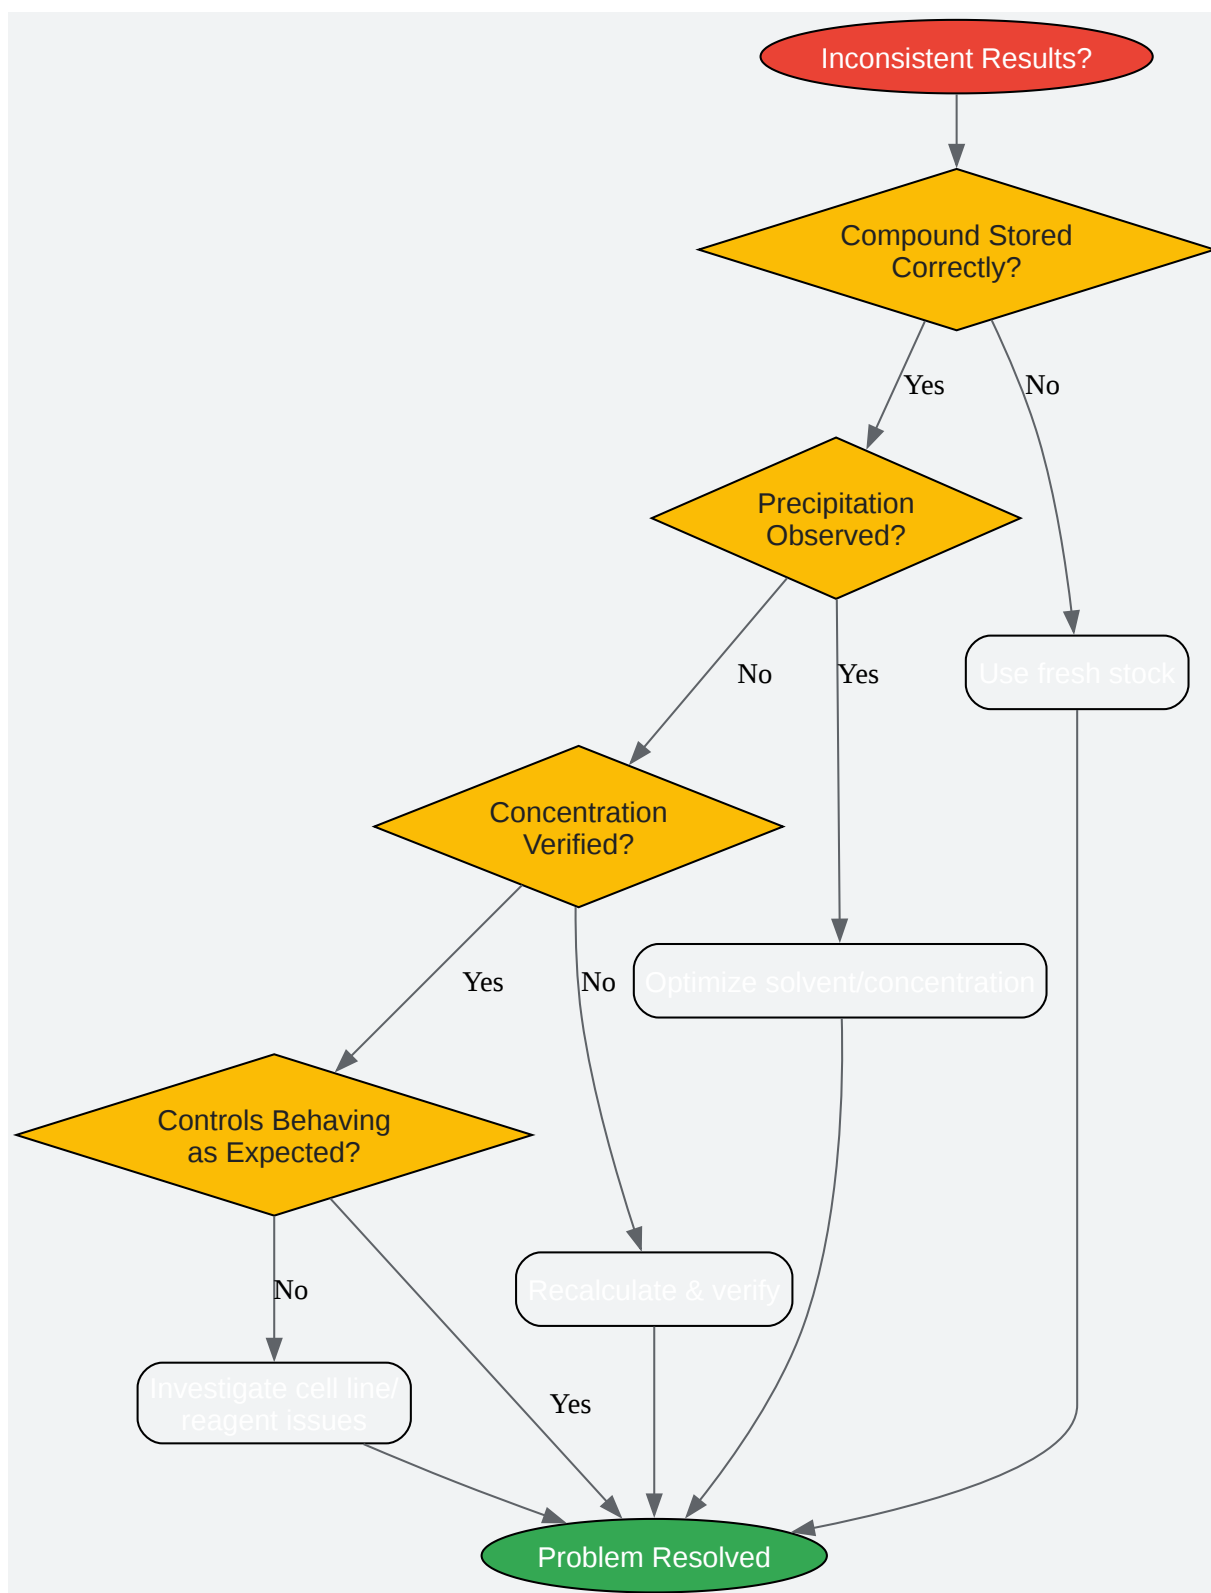 Inconsistent Results?
Compound Stored
Correctly?
Yes
No
Precipitation
Observed?
No
Yes
Use fresh stock
Concentration
Verified?
Yes
No
Optimize solvent/concentration
Controls Behaving
as Expected?
No
Recalculate & verify
Investigate cell line/
reagent issues
Yes
Problem Resolved